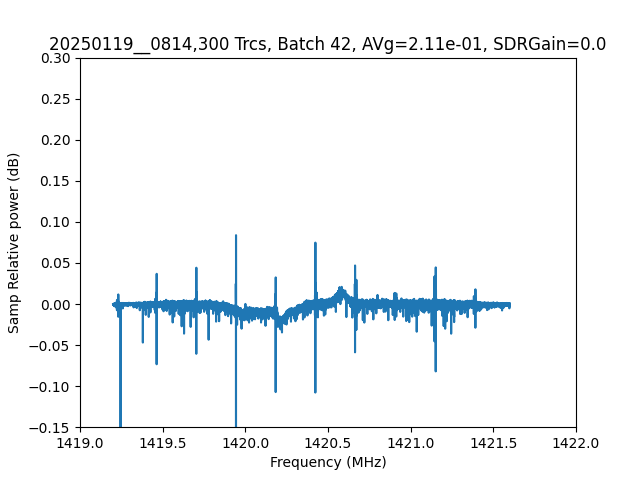 20250119__0814,300 Trcs, Batch 42, AVg=2.11e-01, SDRGain=0.0
0.30
0.25
0.20
0.15
0.10
0.05
0.00
−0.05
−0.10
−0.15
Samp Relative power (dB)
1419.0 1419.5 1420.0 1420.5 1421.0 1421.5 1422.0
Frequency (MHz)